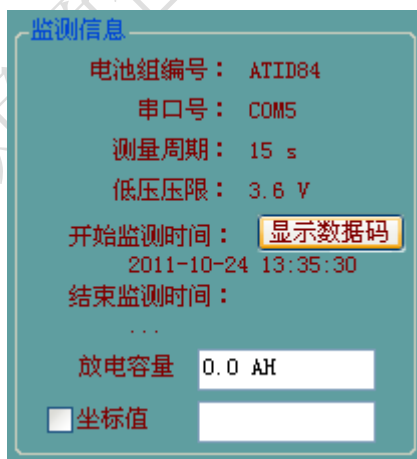 监测信息
电池组编号： ATID84
串口号： COM5
测量周期： 15 s
低压压限： 3.6 V
开始监测时间： 显示数据码
2011-10-24 13:35:30
结束监测时间：
...
放电容量 0.0 AH
坐标值